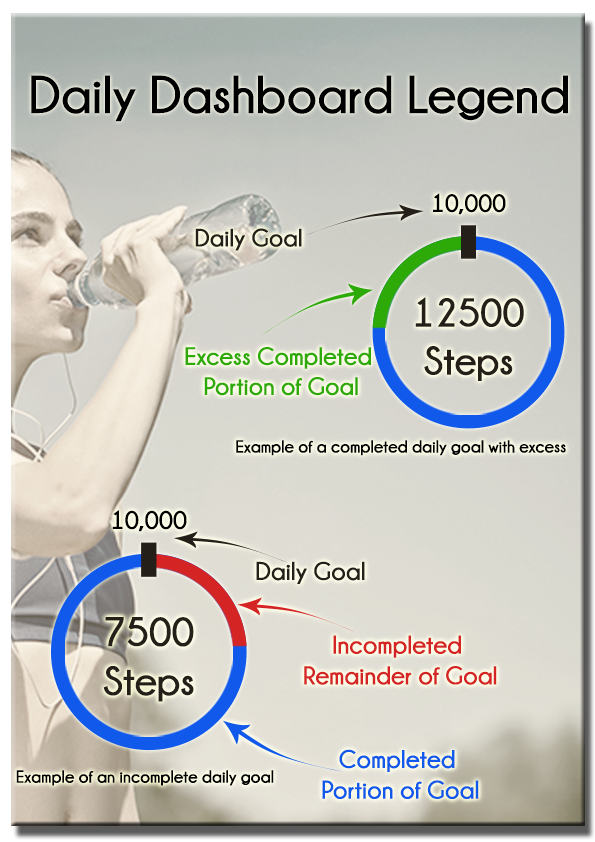 Daily Dashboard Legend
10,000
Daily Goal
12500
Steps
Excess Completed
Portion of Goal
Example of a completed daily goal with excess
10,000
Daily Goal
7500
Steps
Incompleted
Remainder of Goal
Completed
Portion of Goal
Example of an incomplete daily goal